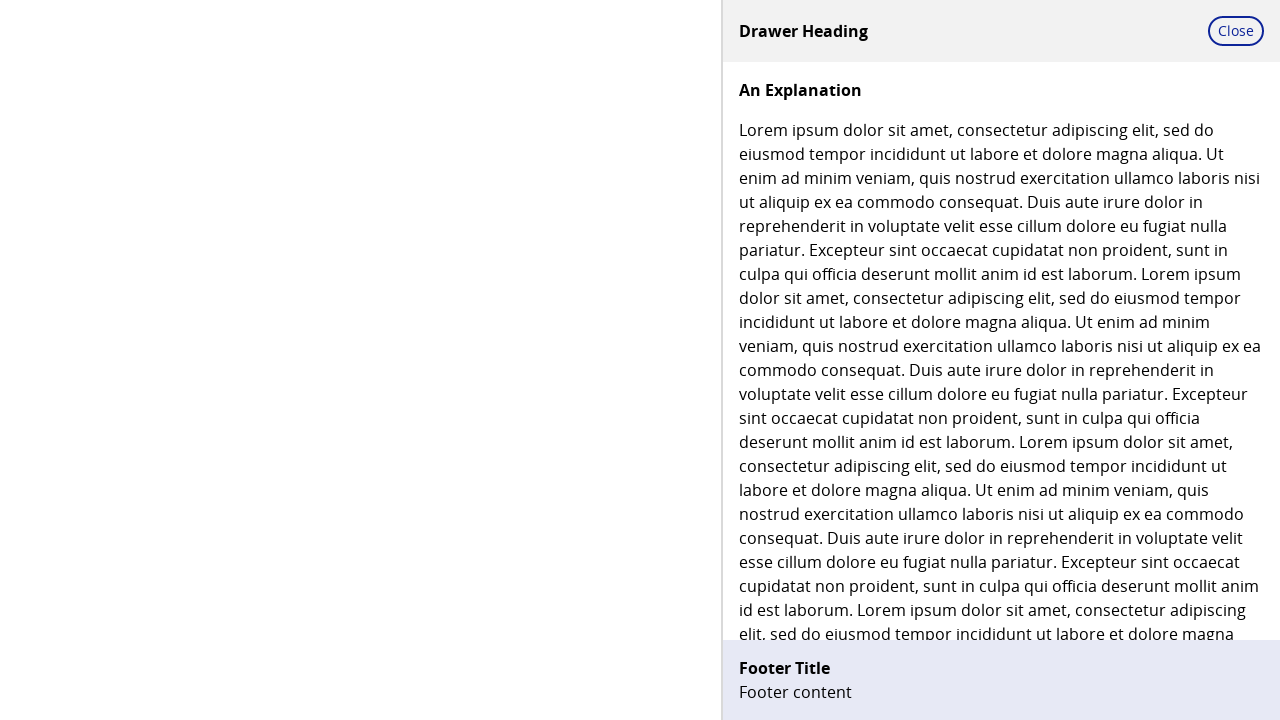 Drawer Heading
Close
An Explanation
Lorem ipsum dolor sit amet, consectetur adipiscing elit, sed do
eiusmod tempor incididunt ut labore et dolore magna aliqua. Ut
enim ad minim veniam, quis nostrud exercitation ullamco laboris nisi
ut aliquip ex ea commodo consequat. Duis aute irure dolor in
reprehenderit in voluptate velit esse cillum dolore eu fugiat nulla
pariatur. Excepteur sint occaecat cupidatat non proident, sunt in
culpa qui officia deserunt mollit anim id est laborum. Lorem ipsum
dolor sit amet, consectetur adipiscing elit, sed do eiusmod tempor
incididunt ut labore et dolore magna aliqua. Ut enim ad minim
veniam, quis nostrud exercitation ullamco laboris nisi ut aliquip ex ea
commodo consequat. Duis aute irure dolor in reprehenderit in
voluptate velit esse cillum dolore eu fugiat nulla pariatur. Excepteur
sint occaecat cupidatat non proident, sunt in culpa qui officia
deserunt mollit anim id est laborum. Lorem ipsum dolor sit amet,
consectetur adipiscing elit, sed do eiusmod tempor incididunt ut
labore et dolore magna aliqua. Ut enim ad minim veniam, quis
nostrud exercitation ullamco laboris nisi ut aliquip ex ea commodo
consequat. Duis aute irure dolor in reprehenderit in voluptate velit
esse cillum dolore eu fugiat nulla pariatur. Excepteur sint occaecat
cupidatat non proident, sunt in culpa qui officia deserunt mollit anim
id est laborum. Lorem ipsum dolor sit amet, consectetur adipiscing
elit, sed do eiusmod tempor incididunt ut labore et dolore magna
Footer Title
Footer content